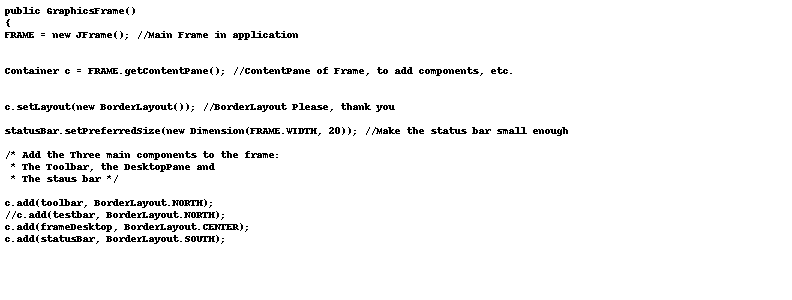 public GraphicsFrame()
{
FRAME = new JFrame(); //Main Frame in application
Container c = FRAME.getContentPane(); //ContentPane of Frame, to add components, etc.
c.setLayout(new BorderLayout()); //BorderLayout Please, thank you
statusBar.setPreferredSize(new Dimension(FRAME.WIDTH, 20)); //Make the status bar small enough
/* Add the Three main components to the frame:
* The Toolbar, the DesktopPane and
* The staus bar */
c.add(toolbar, BorderLayout.NORTH);
//c.add(testbar, BorderLayout.NORTH);
c.add(frameDesktop, BorderLayout.CENTER);
c.add(statusBar, BorderLayout.SOUTH);